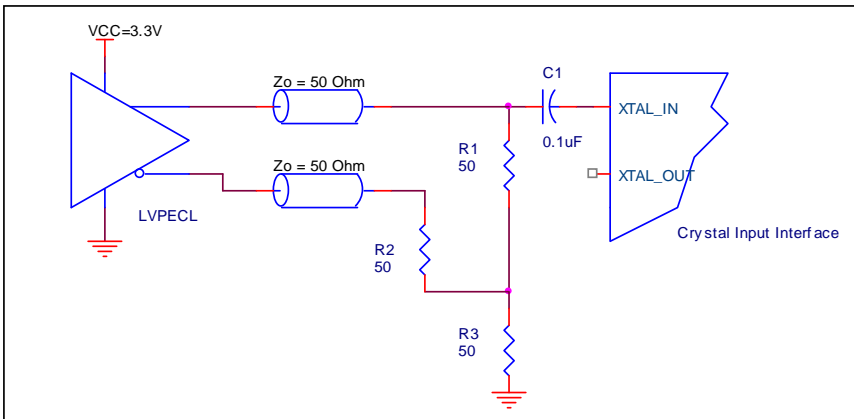 VCC=3.3V
Zo = 50 Ohm
C1
XTAL_IN
0.1uF
R1
50
Zo = 50 Ohm
XTAL_OUT
LVPECL
Crystal Input Interface
R2
50
R3
50